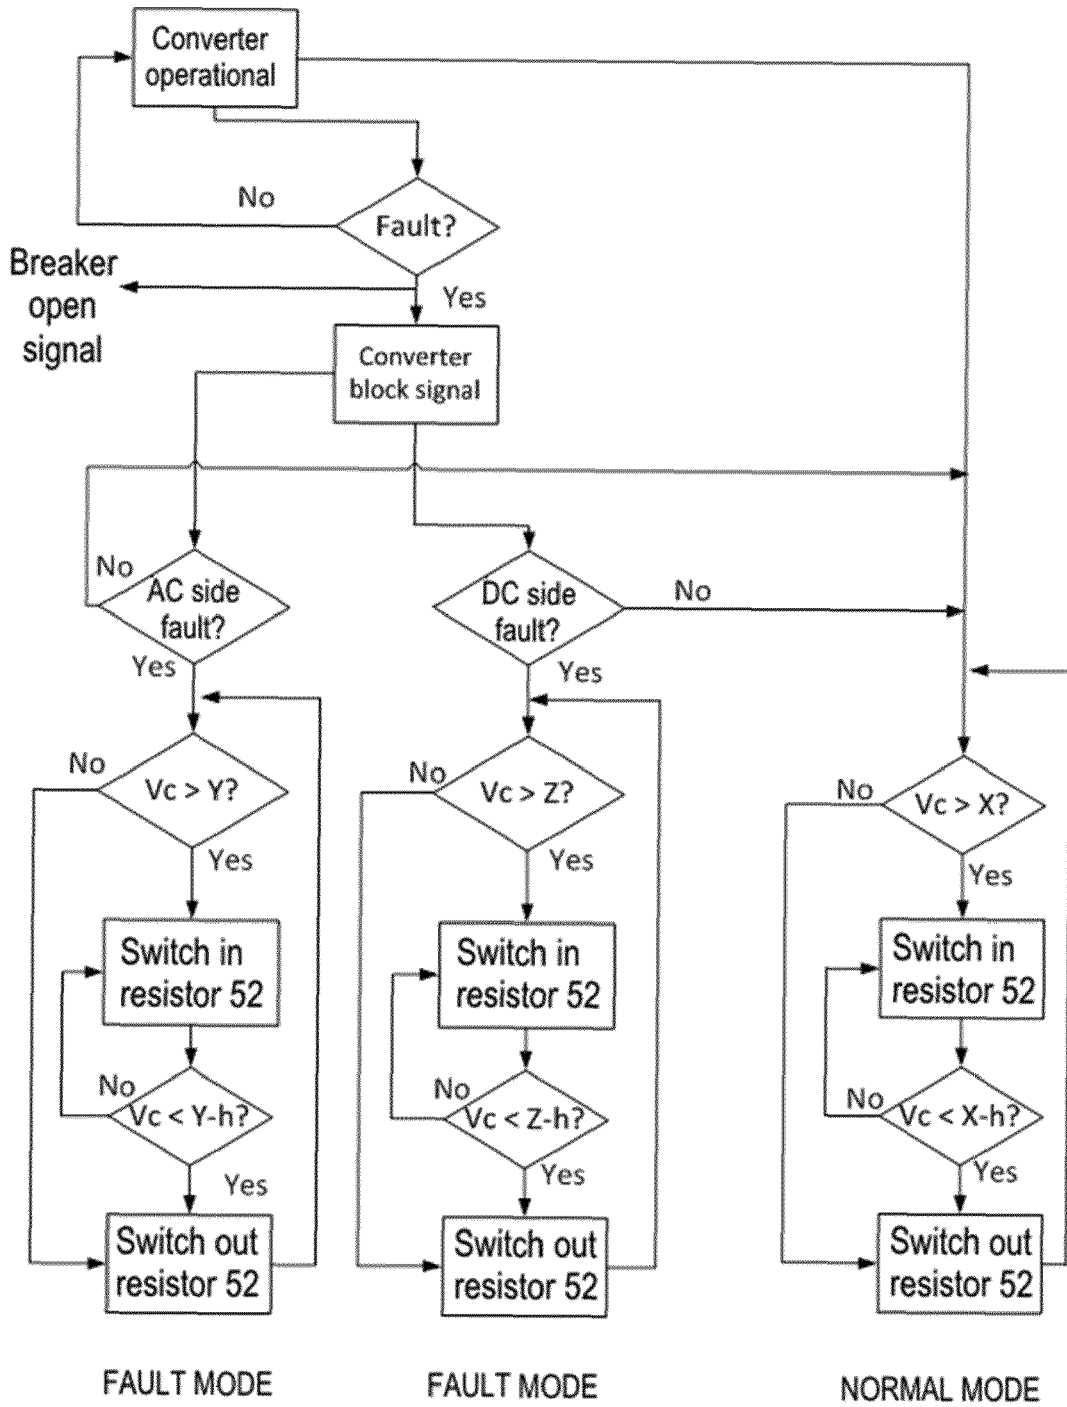 Converter
operational
No
Fault?
Breaker
open
signal
Yes
Converter
block signal
No
AC side
fault?
Yes
DC side
fault?
No
Yes
No
Vc > Y?
Yes
No
Vc > Z?
Yes
No
Vc > X?
Yes
Switch in
resistor 52
Switch in
resistor 52
Switch in
resistor 52
No
Vc < Y-h?
Yes
No
Vc < Z-h?
Yes
No
Vc < X-h?
Yes
Switch out
resistor 52
Switch out
resistor 52
Switch out
resistor 52
FAULT MODE
FAULT MODE
NORMAL MODE